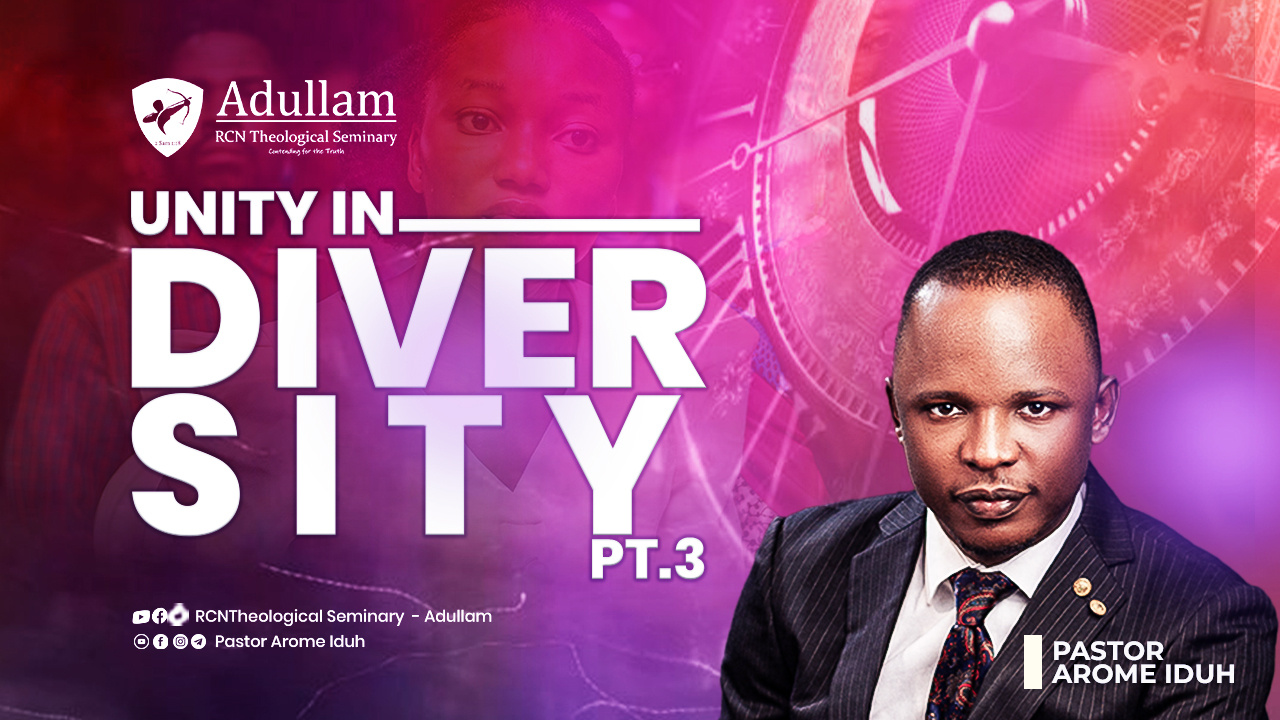 Adullam
RCN Theological Seminary
Contending for the Truth
UNITY IN
DIVER
SITY
PT.3
RCNTheological Seminary - Adullam
Pastor Arome Iduh
PASTOR
AROME IDUH